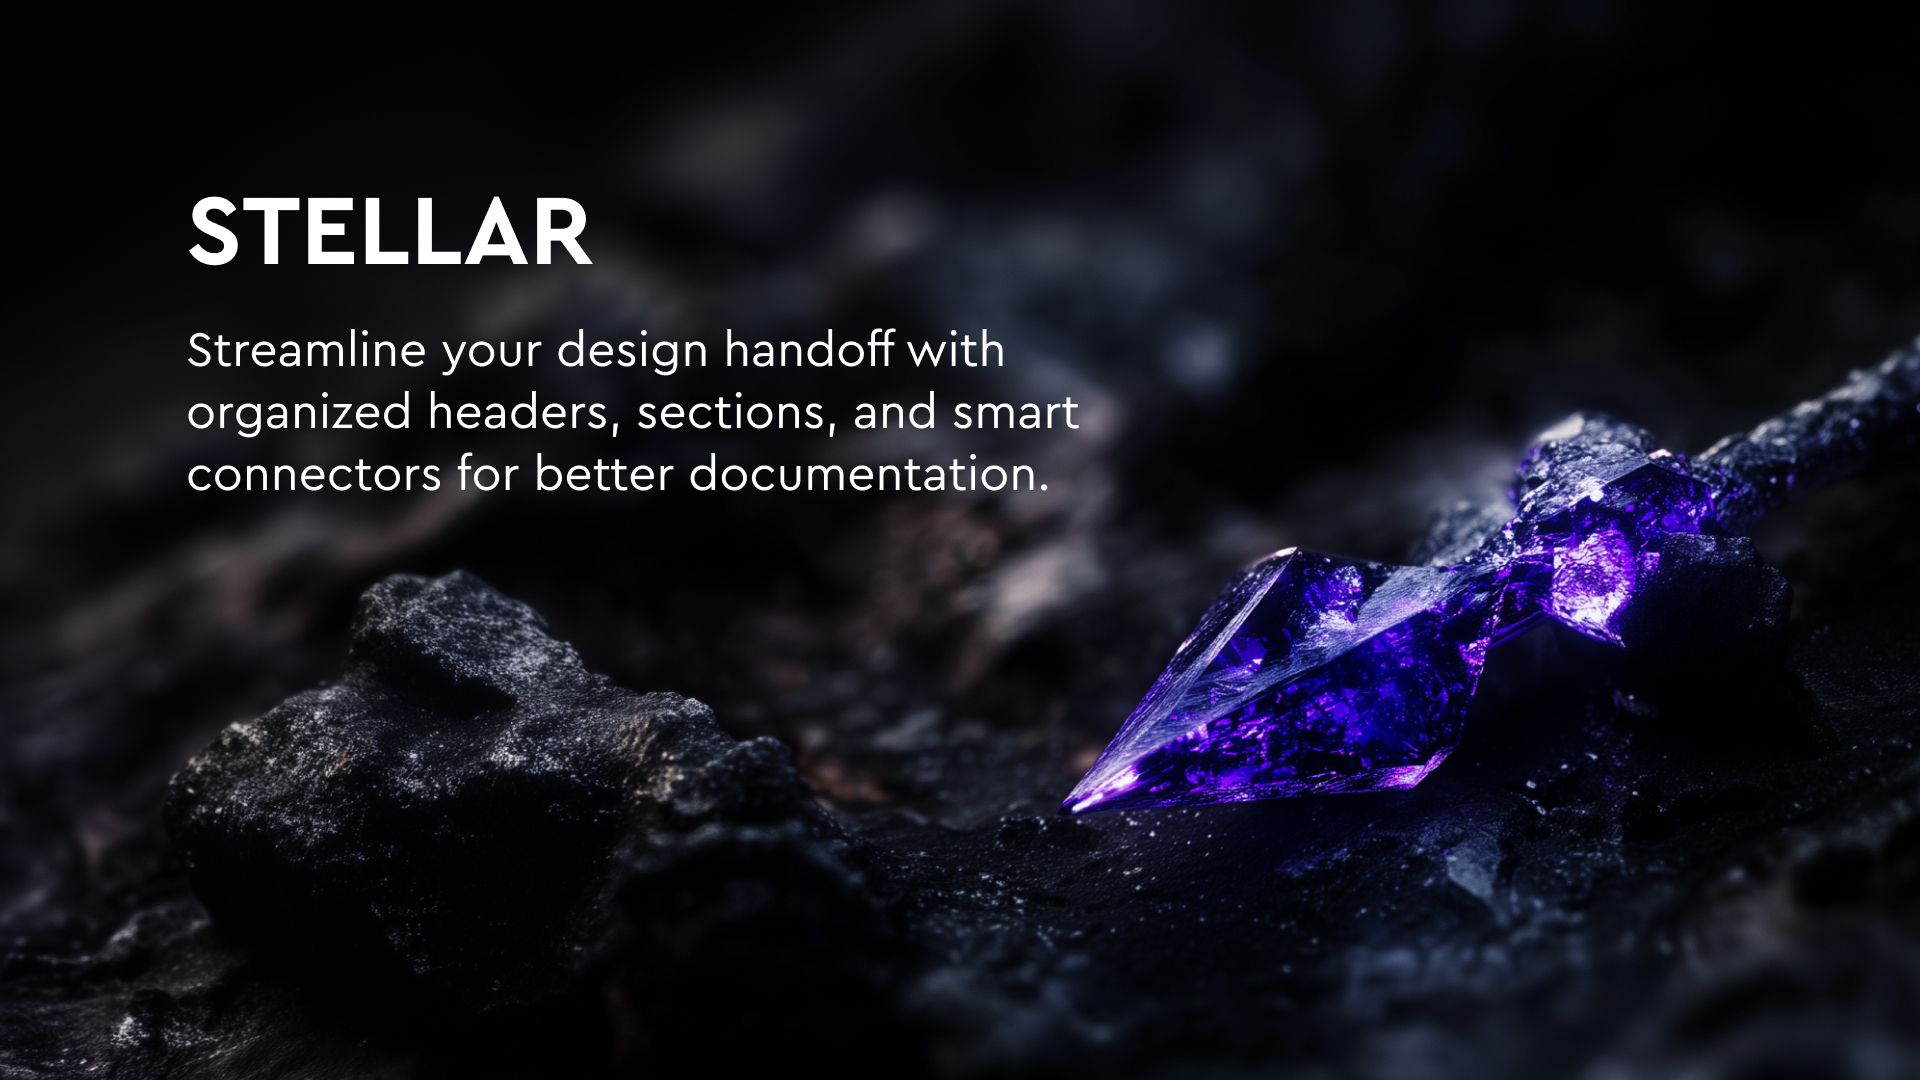 STELLAR
Streamline your design handoff with
organized headers, sections, and smart
connectors for better documentation.